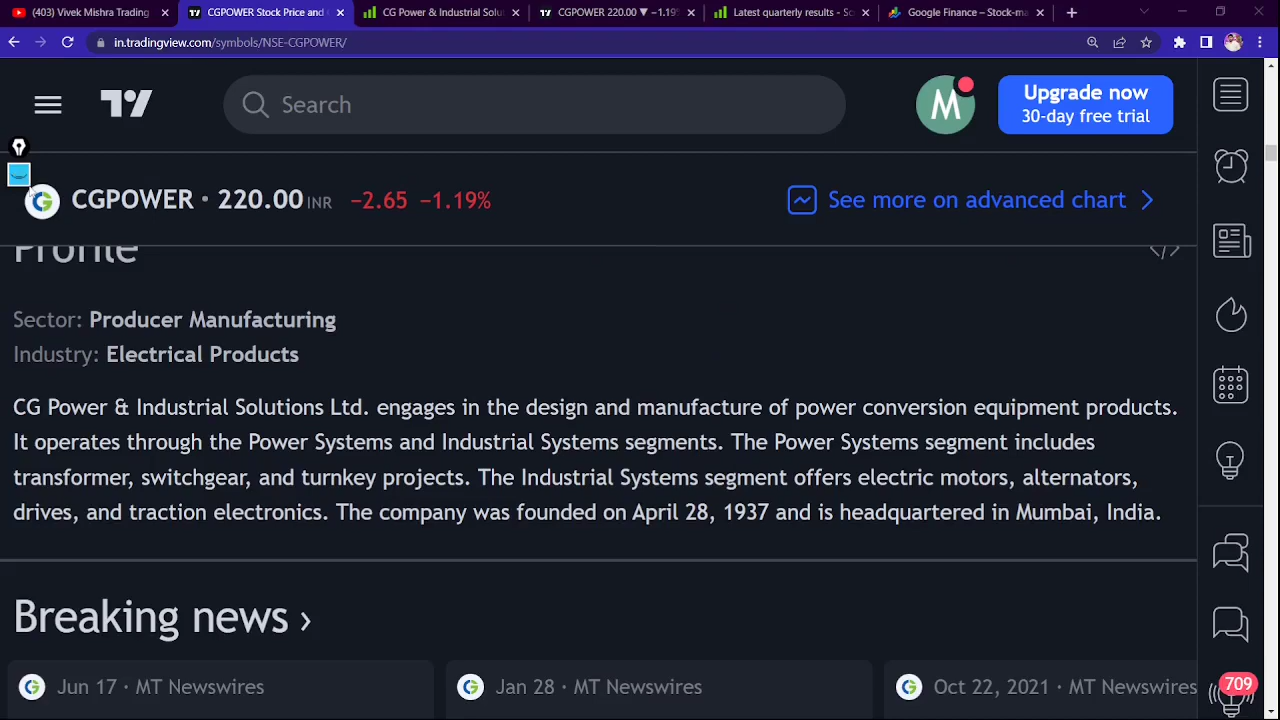 (403) Vivek Mishra Trading
CGPOWER Stock Price and
CG Power & Industrial Solu
CGPOWER 220.00 ▼ −1.19%
Latest quarterly results - Sc
Google Finance – Stock-ma
in.tradingview.com/symbols/NSE-CGPOWER/
Search
M
Upgrade now
30-day free trial
CGPOWER • 220.00 INR −2.65 −1.19%
See more on advanced chart
Profile
Sector: Producer Manufacturing
Industry: Electrical Products
CG Power & Industrial Solutions Ltd. engages in the design and manufacture of power conversion equipment products.
It operates through the Power Systems and Industrial Systems segments. The Power Systems segment includes
transformer, switchgear, and turnkey projects. The Industrial Systems segment offers electric motors, alternators,
drives, and traction electronics. The company was founded on April 28, 1937 and is headquartered in Mumbai, India.
Breaking news ›
Jun 17 · MT Newswires
Jan 28 · MT Newswires
Oct 22, 2021 · MT Newswires
709